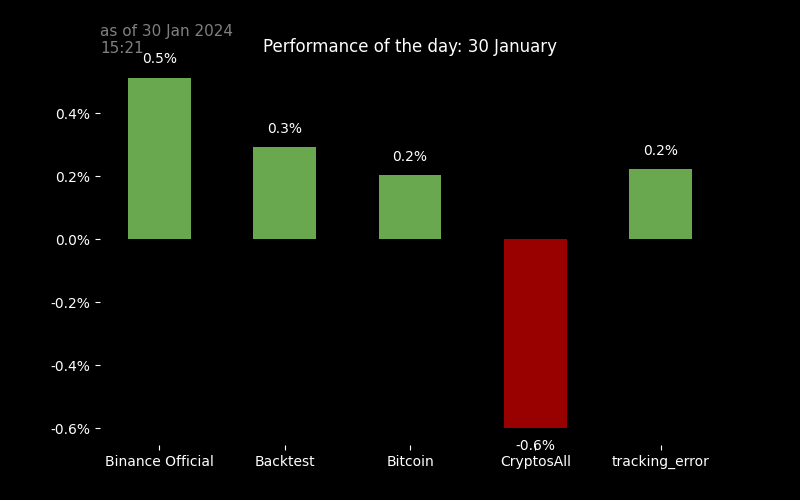 as of 30 Jan 2024
15:21
Performance of the day: 30 January
0.5%
0.3%
0.2%
0.2%
-0.6%
0.4%
0.2%
0.0%
-0.2%
-0.4%
-0.6%
Binance Official
Backtest
Bitcoin
CryptosAll
tracking_error